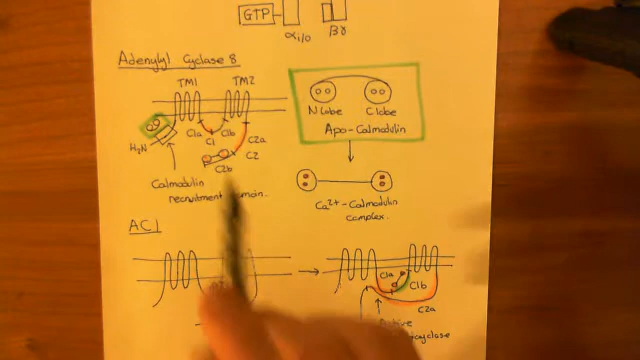 GTP
αi/o
βγ
Adenylyl Cyclase 8
TM1
TM2
N Lobe
C lobe
Apo-Calmodulin
C1a
C1b
C1
C2a
C2
C2b
H2N
Calmodulin
recruitment
Ca2+-Calmodulin
complex.
AC1
C1a
C1b
C2a